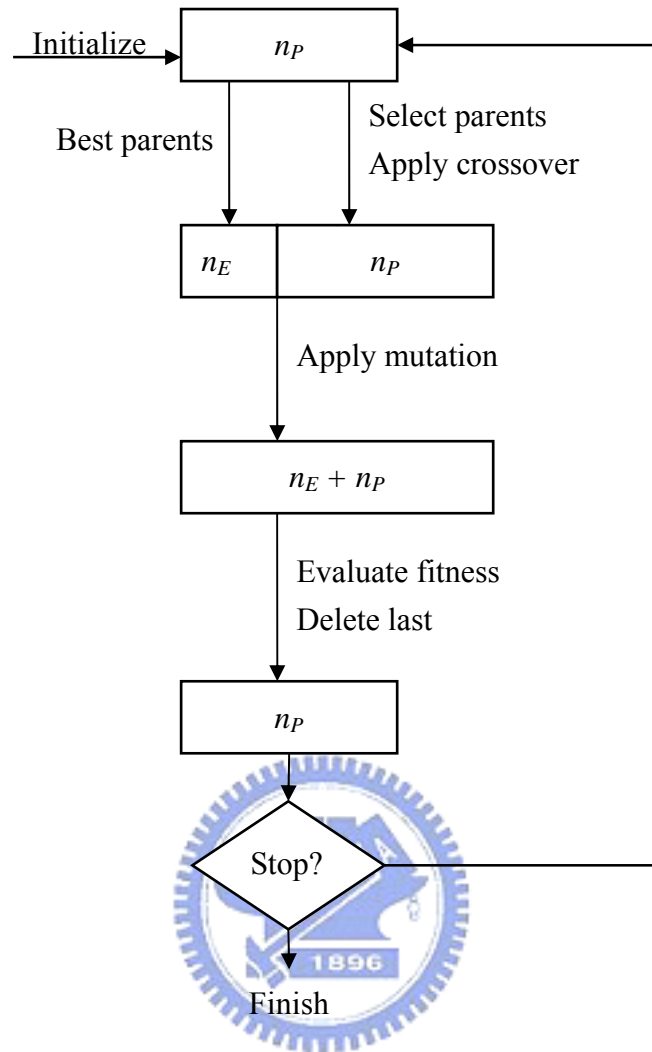 Initialize
n_P
Best parents
Select parents
Apply crossover
n_E
n_P
Apply mutation
n_E + n_P
Evaluate fitness
Delete last
n_P
Stop?
1896
Finish